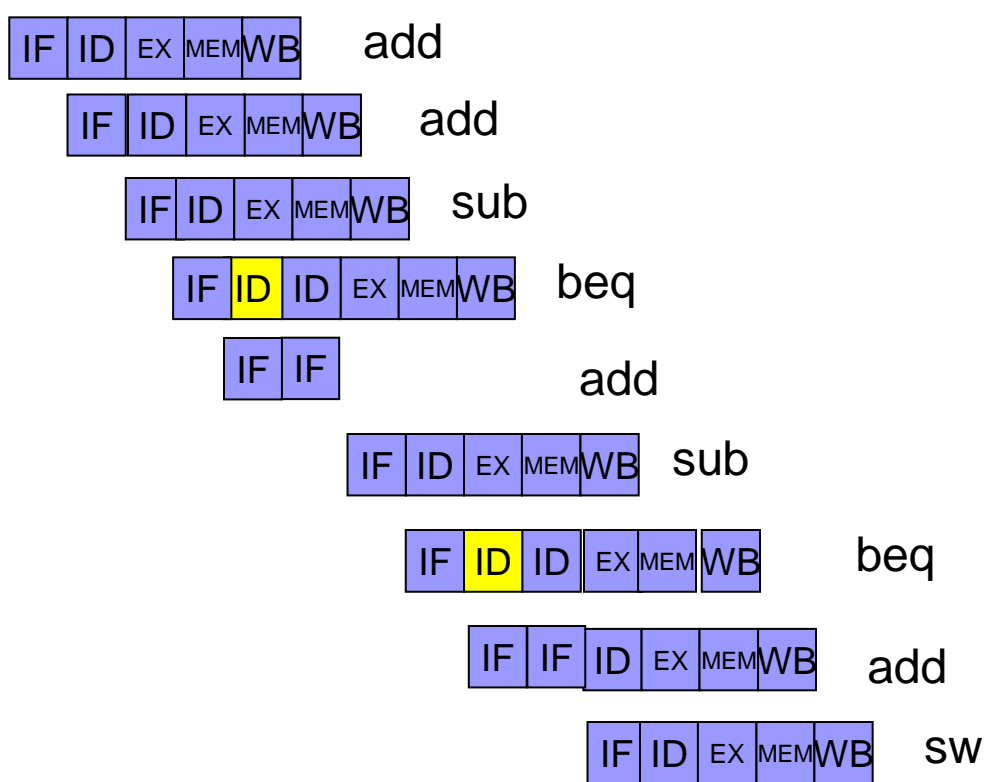 IF ID EX MEM WB add
IF ID EX MEM WB add
IF ID EX MEM WB sub
IF ID ID EX MEM WB beq
IF IF add
IF ID EX MEM WB sub
IF ID ID EX MEM WB beq
IF IF ID EX MEM WB add
IF ID EX MEM WB sw